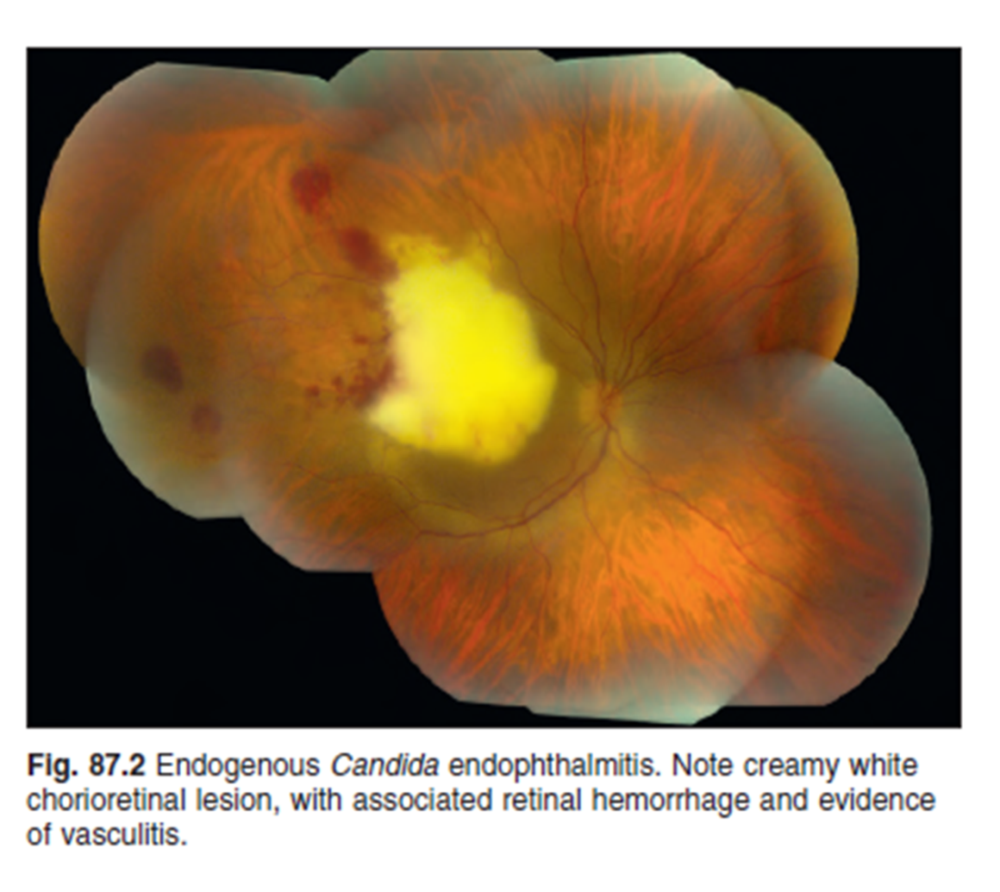 Fig. 87.2 Endogenous Candida endophthalmitis. Note creamy white
chorioretinal lesion, with associated retinal hemorrhage and evidence
of vasculitis.